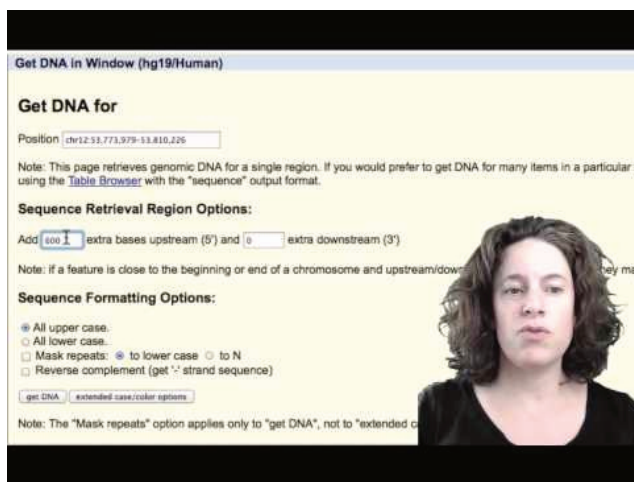 Get DNA in Window (hg19/Human)
Get DNA for
Position chr12:53,773,979-53,810,226
Note: This page retrieves genomic DNA for a single region. If you would prefer to get DNA for many items in a particular
using the Table Browser with the "sequence" output format.
Sequence Retrieval Region Options:
Add 600 extra bases upstream (5') and 0 extra downstream (3')
Note: if a feature is close to the beginning or end of a chromosome and upstream/down
Sequence Formatting Options:
All upper case.
All lower case.
Mask repeats: to lower case to N
Reverse complement (get '-' strand sequence)
get DNA extended case/color options
Note: The "Mask repeats" option applies only to "get DNA", not to "extended